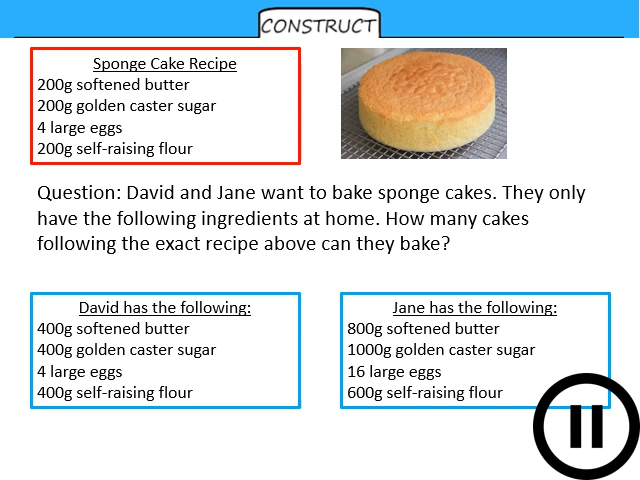 CONSTRUCT
Sponge Cake Recipe
200g softened butter
200g golden caster sugar
4 large eggs
200g self-raising flour
Question: David and Jane want to bake sponge cakes. They only
have the following ingredients at home. How many cakes
following the exact recipe above can they bake?
David has the following:
400g softened butter
400g golden caster sugar
4 large eggs
400g self-raising flour
Jane has the following:
800g softened butter
1000g golden caster sugar
16 large eggs
600g self-raising flour